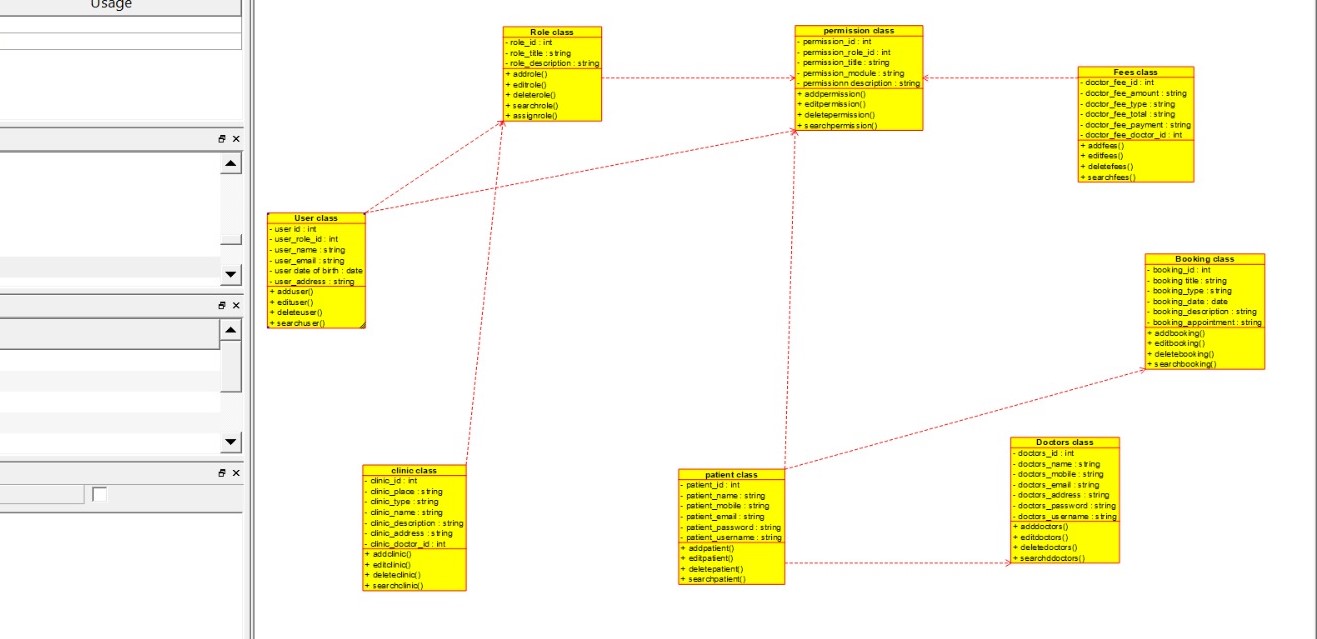 Usage
Role class
- role_id : int
- role_title : string
- role_description : string
+ addrole()
+ editrole()
+ deleterole()
+ searchrole()
+ assignrole()
permission class
- permission_id : int
- permission_role_id : int
- permission_title : string
- permission_module : string
- permissionn description : string
+ addpermission()
+ editpermission()
+ deletepermission()
+ searchpermission()
Fees class
- doctor_fee_id : int
- doctor_fee_amount : string
- doctor_fee_type : string
- doctor_fee_total : string
- doctor_fee_payment : string
- doctor_fee_doctor_id : int
+ addfees()
+ editfees()
+ deletefees()
+ searchfees()
User class
- user id : int
- user_role_id : int
- user_name : string
- user_email : string
- user date of birth : date
- user_address : string
+ adduser()
+ edituser()
+ deleteuser()
+ searchuser()
Booking class
- booking_id : int
- booking title : string
- booking_type : string
- booking_date : date
- booking_description : string
- booking_appointment : string
+ addbooking()
+ editbooking()
+ deletebooking()
+ searchbooking()
clinic class
- clinic_id : int
- clinic_place : string
- clinic_type : string
- clinic_name : string
- clinic_description : string
- clinic_address : string
- clinic_doctor_id : int
+ addclinic()
+ editclinic()
+ deleteclinic()
+ searchclinic()
patient class
- patient_id : int
- patient_name : string
- patient_mobile : string
- patient_email : string
- patient_password : string
- patient_username : string
+ addpatient()
+ editpatient()
+ deletepatient()
+ searchpatient()
Doctors class
- doctors_id : int
- doctors_name : string
- doctors_mobile : string
- doctors_email : string
- doctors_address : string
- doctors_password : string
- doctors_username : string
+ adddoctors()
+ editdoctors()
+ deletedoctors()
+ searchddoctors()